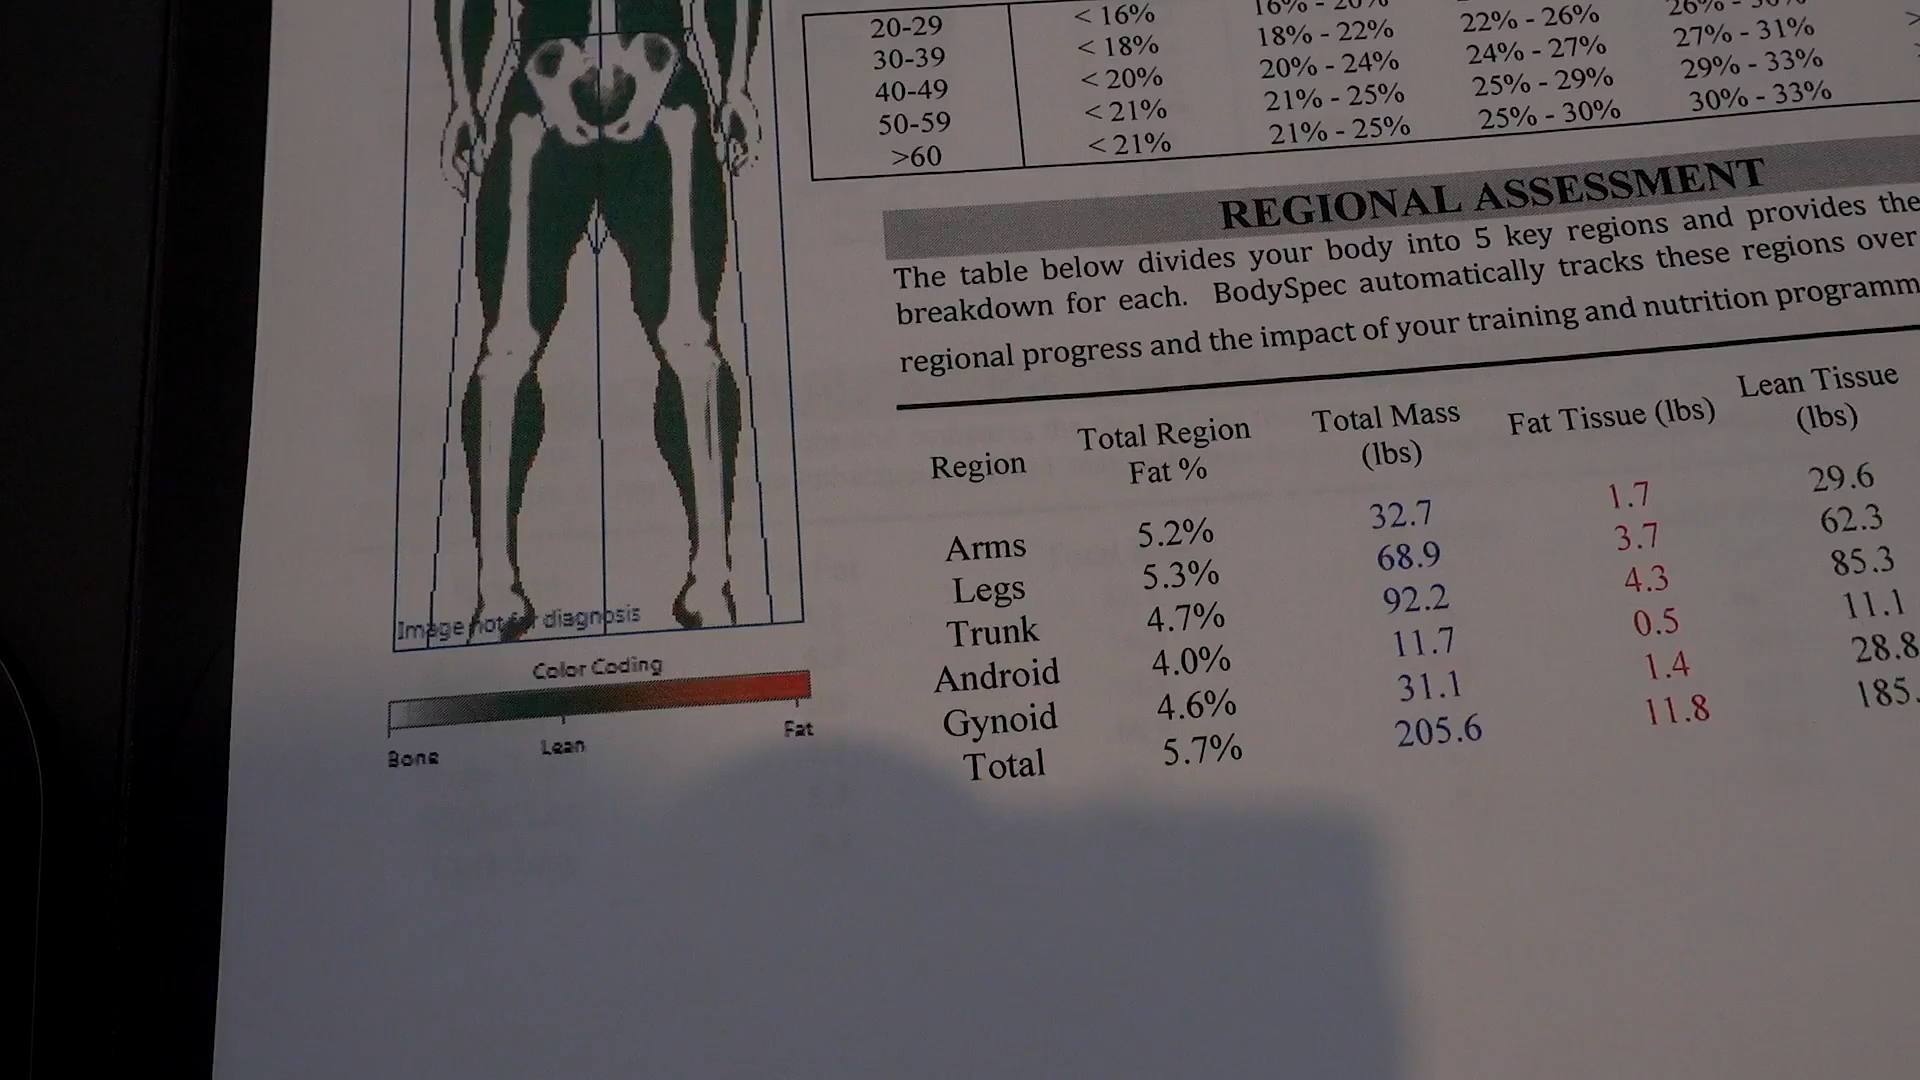 20-29 < 16% 16% - 20% 22% - 26%
30-39 < 18% 18% - 22% 24% - 27% 27% - 31%
40-49 < 20% 20% - 24% 25% - 29% 29% - 33%
50-59 < 21% 21% - 25% 25% - 30% 30% - 33%
>60 < 21% 21% - 25%
REGIONAL ASSESSMENT
The table below divides your body into 5 key regions and provides the
breakdown for each. BodySpec automatically tracks these regions over
regional progress and the impact of your training and nutrition programm
Region Total Region Fat % Total Mass (lbs) Fat Tissue (lbs) Lean Tissue (lbs)
Arms 5.2% 32.7 1.7 29.6
Legs 5.3% 68.9 3.7 62.3
Trunk 4.7% 92.2 4.3 85.3
Android 4.0% 11.7 0.5 11.1
Gynoid 4.6% 31.1 1.4 28.8
Total 5.7% 205.6 11.8 185.
Image not for diagnosis
Color Coding
Bone Lean Fat